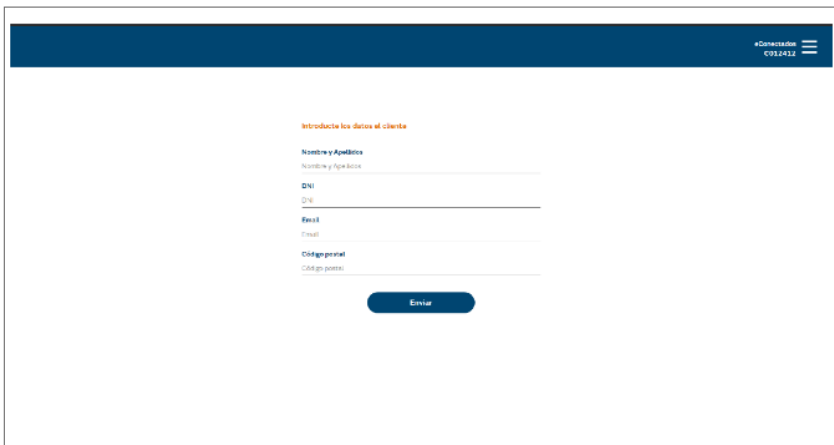 eConectados
C012412
Introducte los datos el cliente
Nombre y Apellidos
Nombre y Apellidos
DNI
DNI
Email
Email
Código postal
Código postal
Enviar